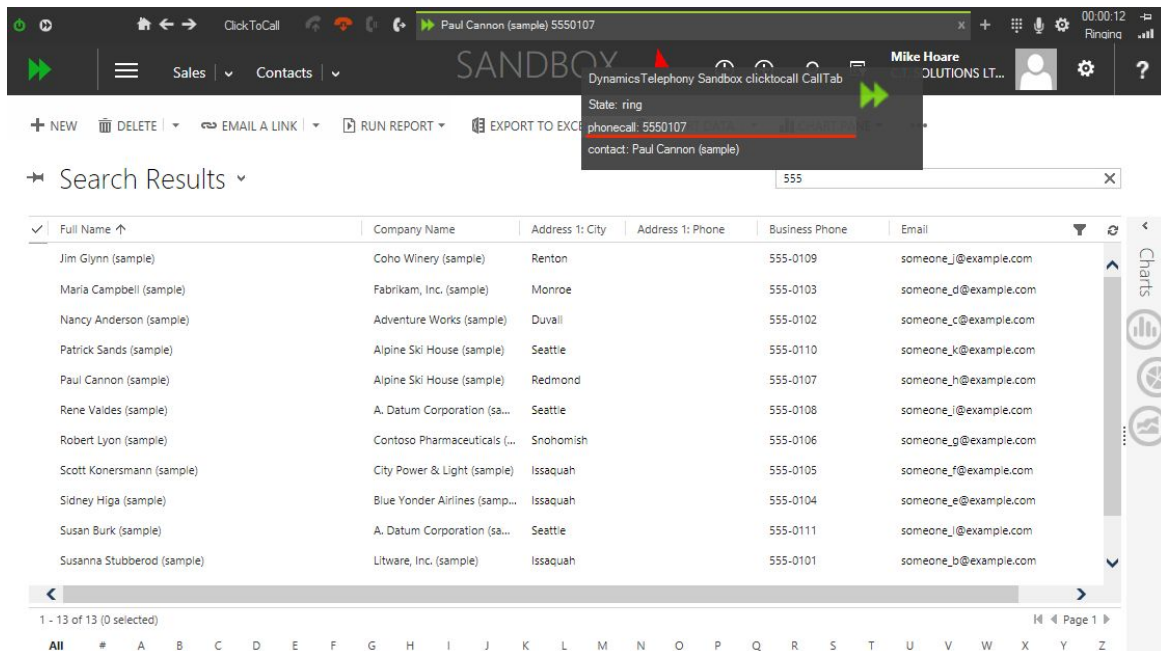 ClickToCall Paul Cannon (sample) 5550107 x + 00:00:12
Ringing
Sales Contacts SANDBOX Mike Hoare
OLUTIONS LT... ?
DynamicsTelephony Sandbox clicktocall CallTab
State: ring
phonecall: 5550107
contact: Paul Cannon (sample)
+ NEW DELETE EMAIL A LINK RUN REPORT EXPORT TO EXCE
Search Results 555
Full Name Company Name Address 1: City Address 1: Phone Business Phone Email
Jim Glynn (sample) Coho Winery (sample) Renton 555-0109 someone_j@example.com
Maria Campbell (sample) Fabrikam, Inc. (sample) Monroe 555-0103 someone_d@example.com
Nancy Anderson (sample) Adventure Works (sample) Duvall 555-0102 someone_c@example.com
Patrick Sands (sample) Alpine Ski House (sample) Seattle 555-0110 someone_k@example.com
Paul Cannon (sample) Alpine Ski House (sample) Redmond 555-0107 someone_h@example.com
Rene Valdes (sample) A. Datum Corporation (sa... Seattle 555-0108 someone_i@example.com
Robert Lyon (sample) Contoso Pharmaceuticals (... Snohomish 555-0106 someone_g@example.com
Scott Konersmann (sample) City Power & Light (sample) Issaquah 555-0105 someone_f@example.com
Sidney Higa (sample) Blue Yonder Airlines (samp... Issaquah 555-0104 someone_e@example.com
Susan Burk (sample) A. Datum Corporation (sa... Seattle 555-0111 someone_l@example.com
Susanna Stubberod (sample) Litware, Inc. (sample) Issaquah 555-0101 someone_b@example.com
Charts
1 - 13 of 13 (0 selected) Page 1
All # A B C D E F G H I J K L M N O P Q R S T U V W X Y Z